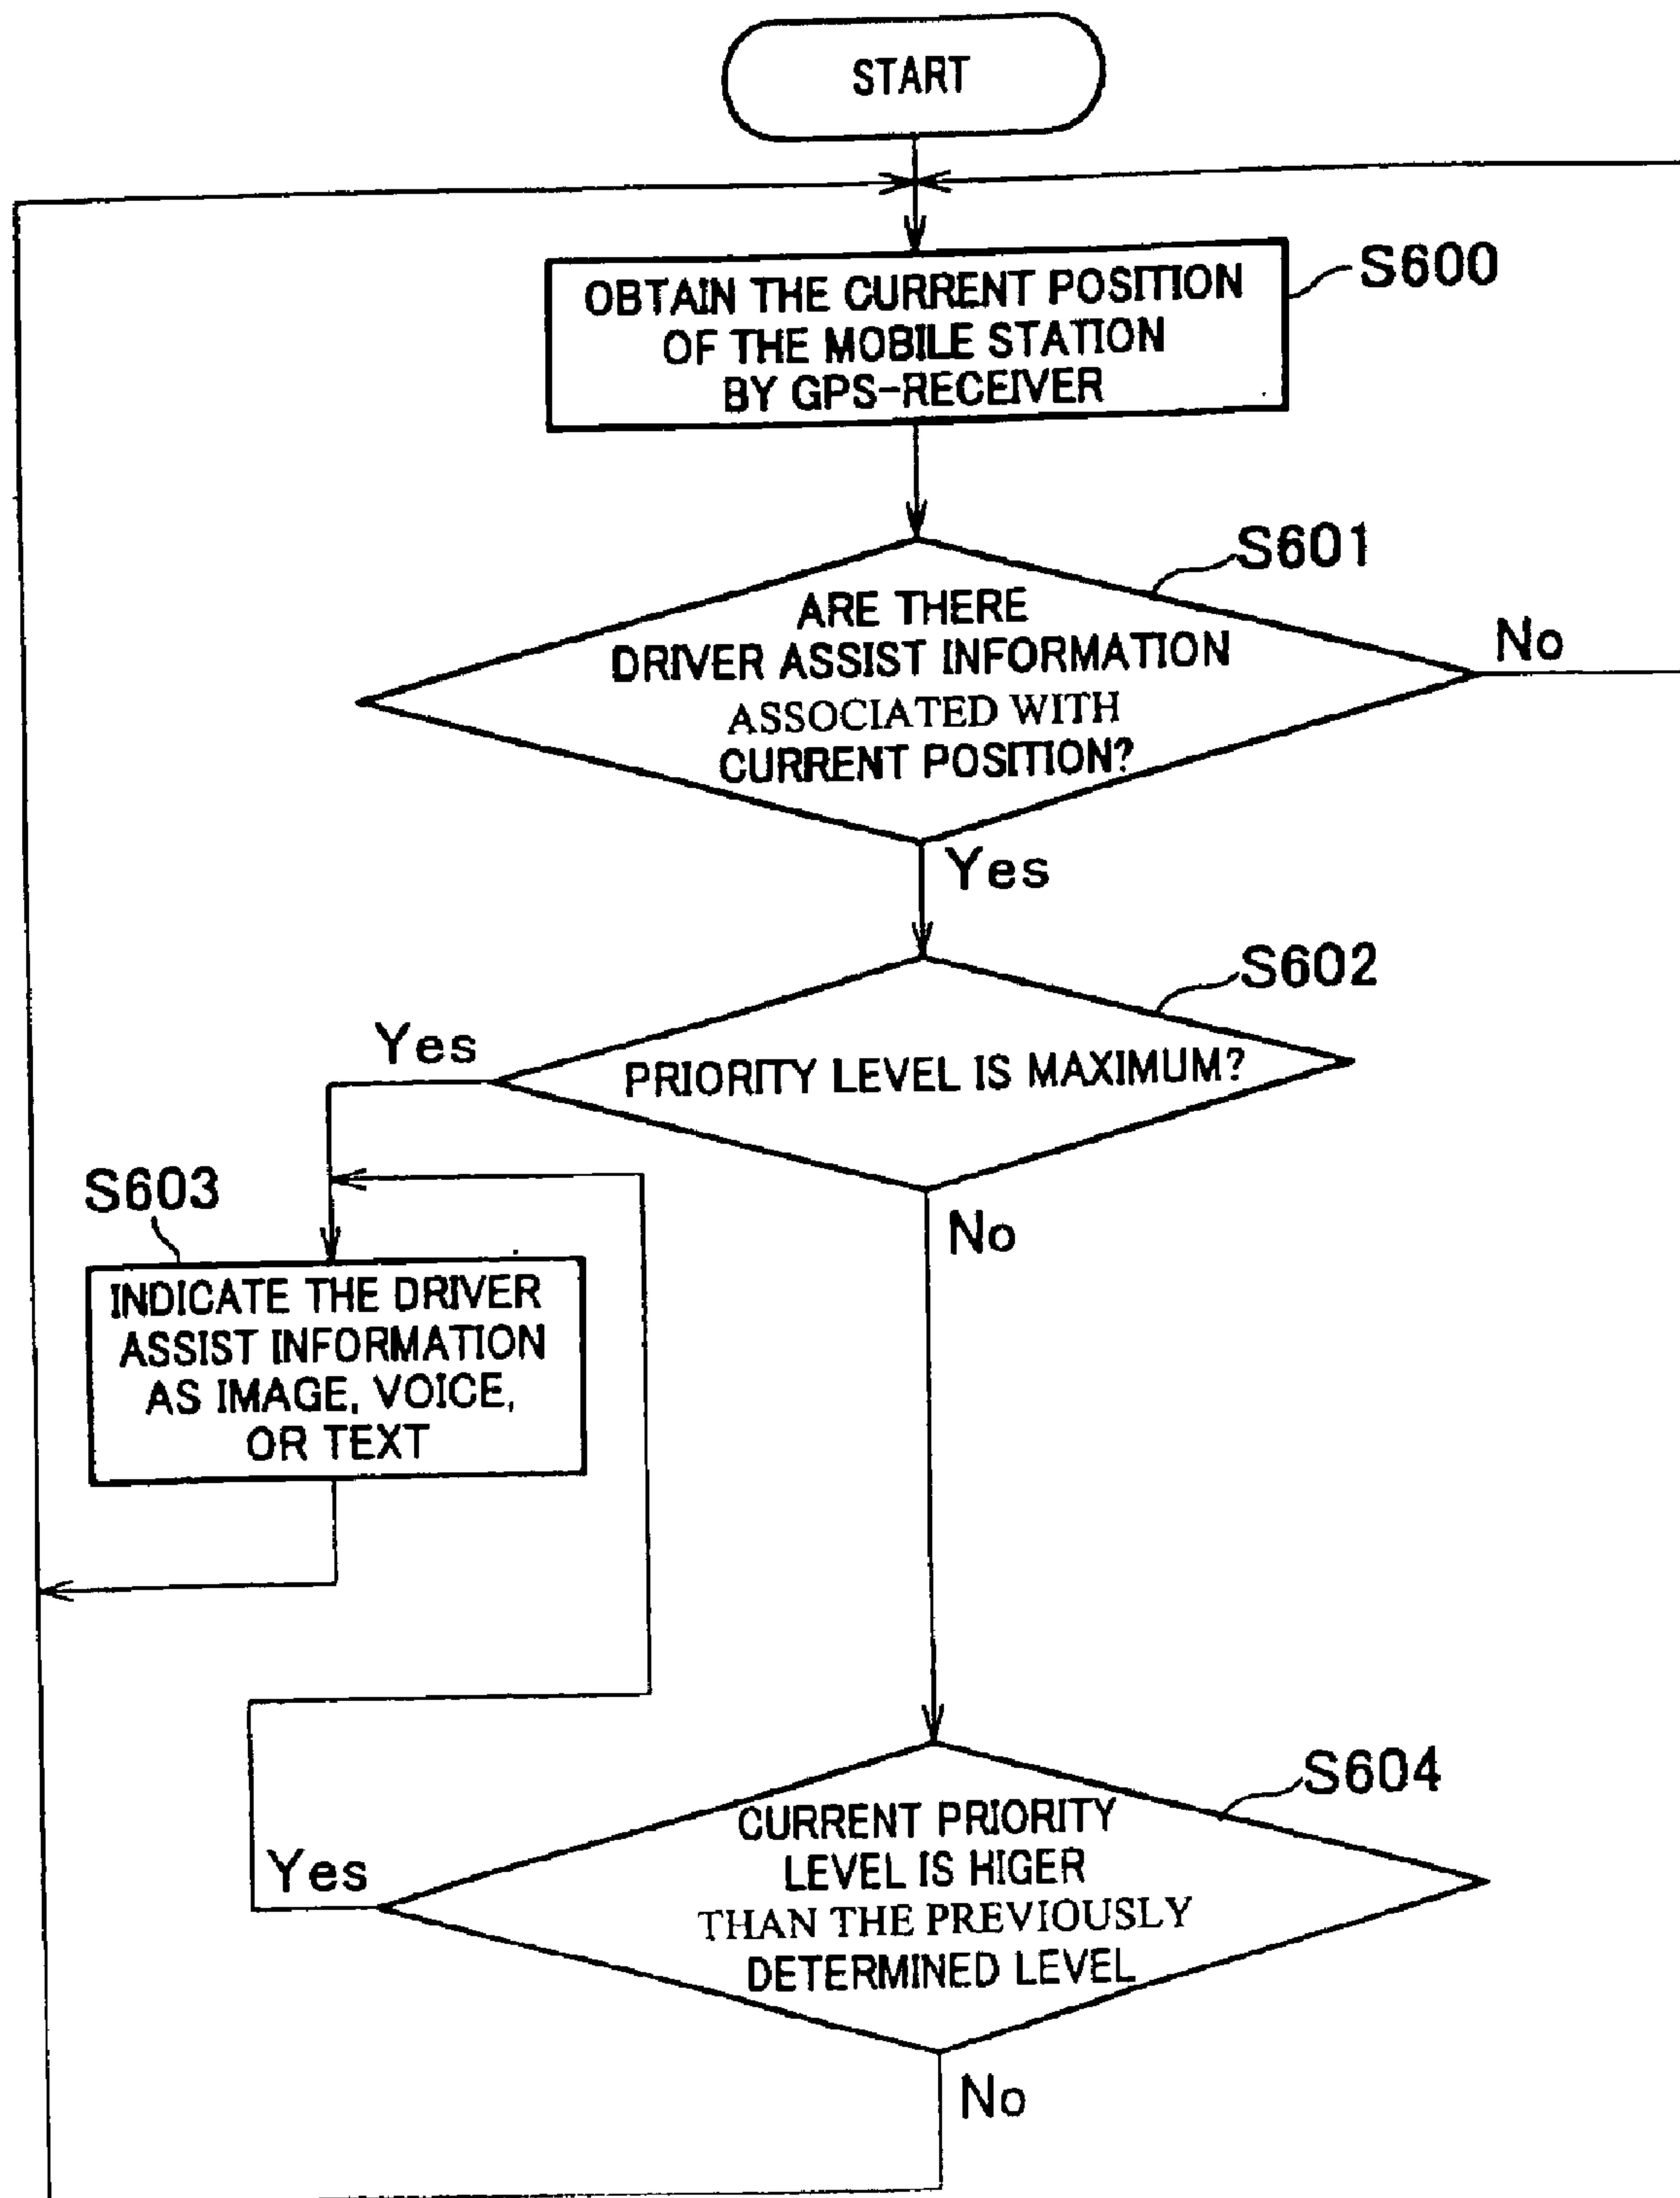 START
OBTAIN THE CURRENT POSITION
OF THE MOBILE STATION
BY GPS-RECEIVER
S600
ARE THERE
DRIVER ASSIST INFORMATION
ASSOCIATED WITH
CURRENT POSITION?
S601
No
Yes
PRIORITY LEVEL IS MAXIMUM?
S602
Yes
No
S603
INDICATE THE DRIVER
ASSIST INFORMATION
AS IMAGE, VOICE,
OR TEXT
CURRENT PRIORITY
LEVEL IS HIGER
THAN THE PREVIOUSLY
DETERMINED LEVEL
S604
Yes
No